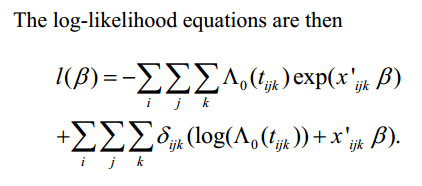 The log-likelihood equations are then
l(β) = −∑∑∑Λ₀(tᵢⱼₖ)exp(x'ᵢⱼₖ β)
i j k
+∑∑∑δᵢⱼₖ(log(Λ₀(tᵢⱼₖ)) + x'ᵢⱼₖ β).
i j k